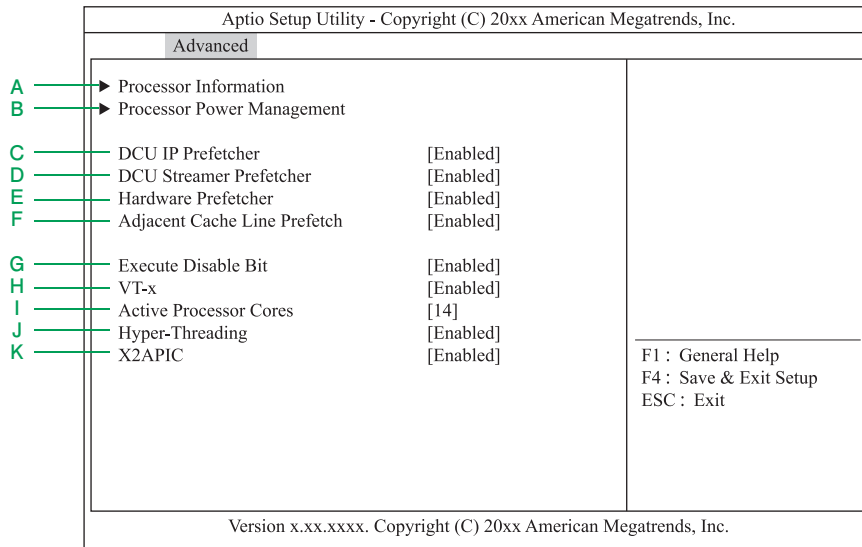 Aptio Setup Utility - Copyright (C) 20xx American Megatrends, Inc.
Advanced
A ▶ Processor Information
B ▶ Processor Power Management
C DCU IP Prefetcher [Enabled]
D DCU Streamer Prefetcher [Enabled]
E Hardware Prefetcher [Enabled]
F Adjacent Cache Line Prefetch [Enabled]
G Execute Disable Bit [Enabled]
H VT-x [Enabled]
I Active Processor Cores [14]
J Hyper-Threading [Enabled]
K X2APIC [Enabled]
F1 : General Help
F4 : Save & Exit Setup
ESC : Exit
Version x.xx.xxxx. Copyright (C) 20xx American Megatrends, Inc.